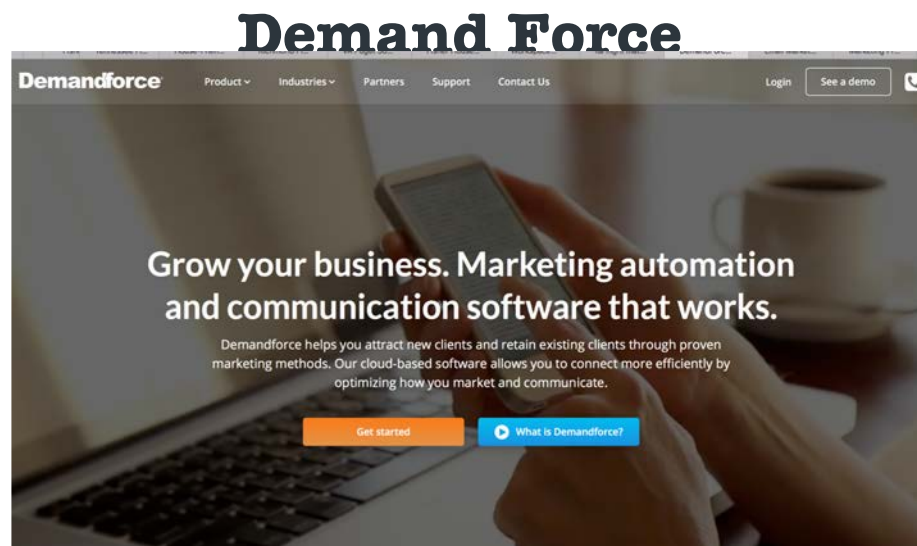 Demand Force
Demandforce
Product
Industries
Partners
Support
Contact Us
Login
See a demo
Grow your business. Marketing automation
and communication software that works.
Demandforce helps you attract new clients and retain existing clients through proven
marketing methods. Our cloud-based software allows you to connect more efficiently by
optimizing how you market and communicate.
Get started
What is Demandforce?